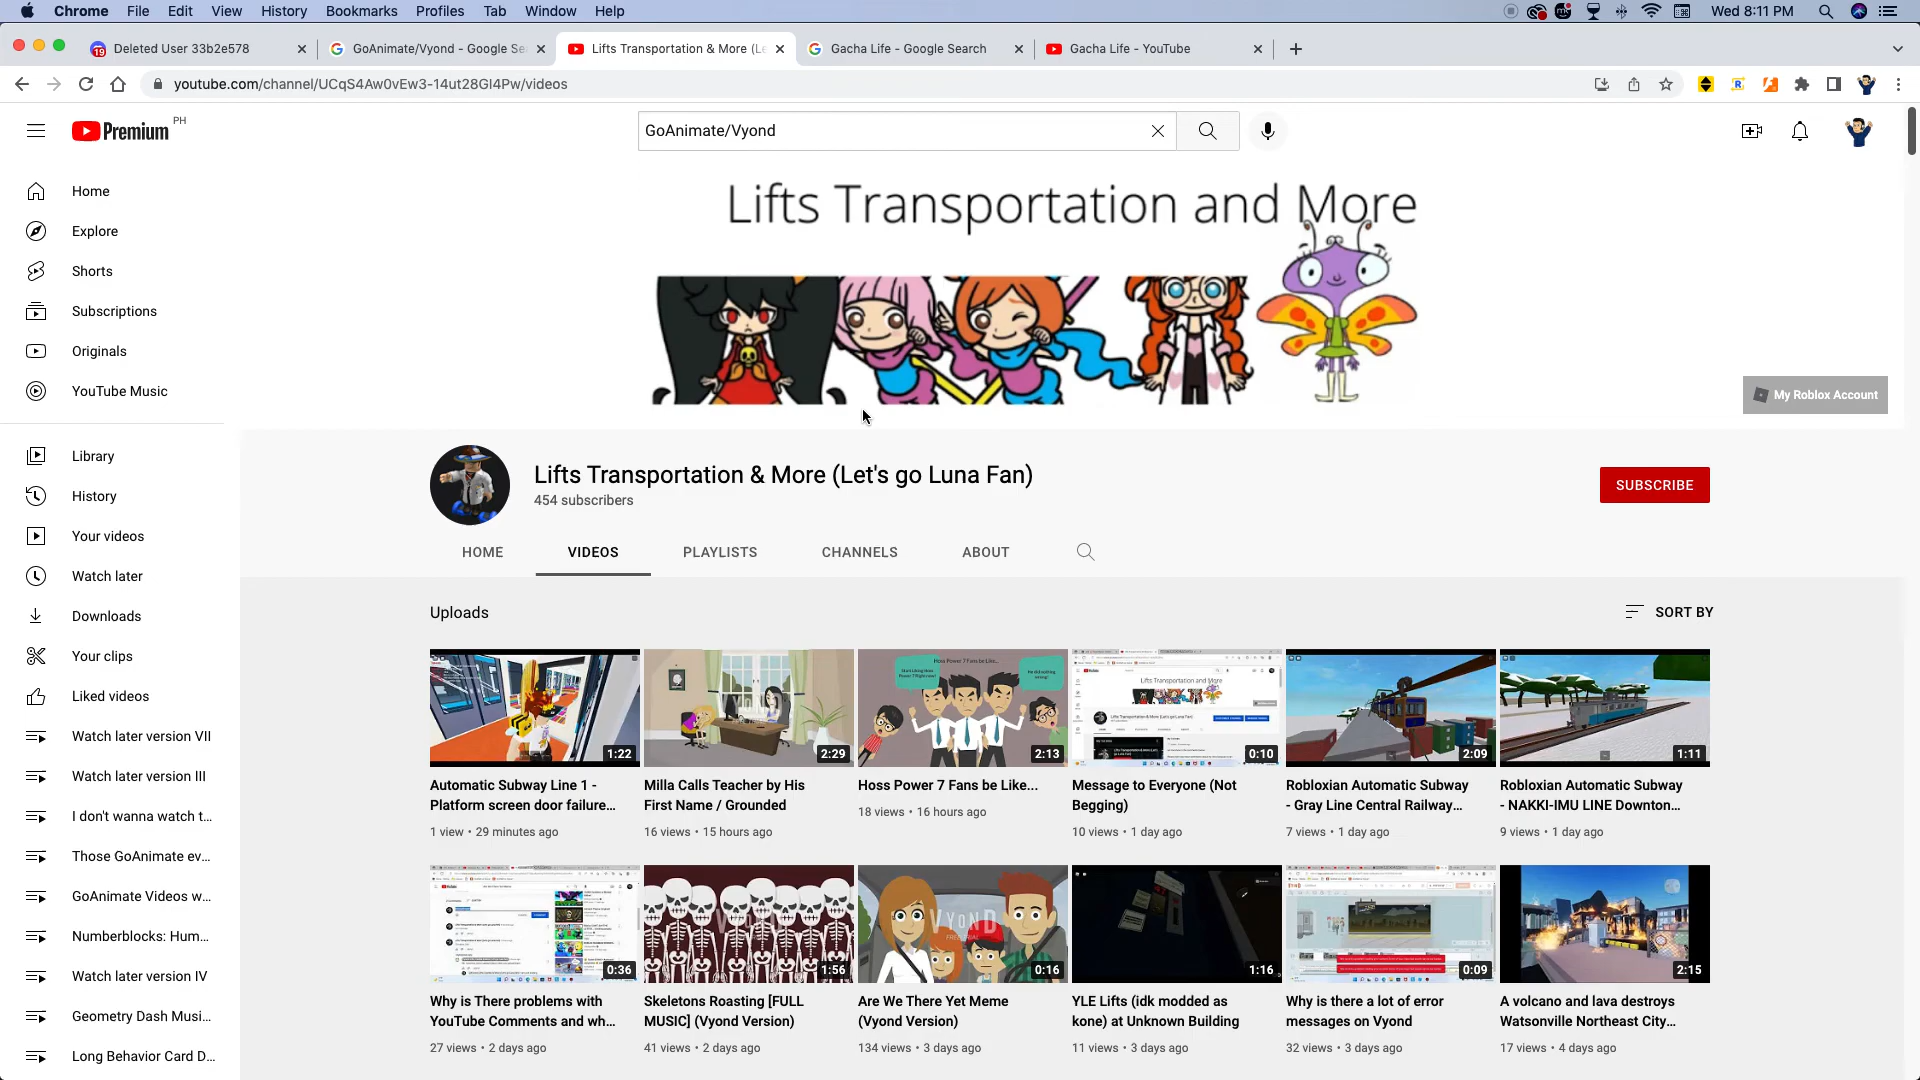 Chrome File Edit View History Bookmarks Profiles Tab Window Help
Wed 8:11 PM
19
Deleted User 33b2e578
GoAnimate/Vyond - Google Se
Lifts Transportation & More (Le
Gacha Life - Google Search
Gacha Life - YouTube
youtube.com/channel/UCqS4Aw0vEw3-14ut28Gl4Pw/videos
Premium PH
GoAnimate/Vyond
Home
Explore
Shorts
Subscriptions
Originals
YouTube Music
Library
History
Your videos
Watch later
Downloads
Your clips
Liked videos
Watch later version VII
Watch later version III
I don't wanna watch t...
Those GoAnimate ev...
GoAnimate Videos w...
Numberblocks: Hum...
Watch later version IV
Geometry Dash Musi...
Long Behavior Card D...
Lifts Transportation and More
My Roblox Account
Lifts Transportation & More (Let's go Luna Fan)
454 subscribers
SUBSCRIBE
HOME VIDEOS PLAYLISTS CHANNELS ABOUT
Uploads
SORT BY
1:22
Automatic Subway Line 1 -
Platform screen door failure...
1 view • 29 minutes ago
2:29
Milla Calls Teacher by His
First Name / Grounded
16 views • 15 hours ago
Hoss Power 7 Fans be Like...
2:13
Hoss Power 7 Fans be Like...
18 views • 16 hours ago
Lifts Transportation and More
0:10
Message to Everyone (Not
Begging)
10 views • 1 day ago
2:09
Robloxian Automatic Subway
- Gray Line Central Railway...
7 views • 1 day ago
1:11
Robloxian Automatic Subway
- NAKKI-IMU LINE Downton...
9 views • 1 day ago
0:36
Why is There problems with
YouTube Comments and wh...
27 views • 2 days ago
1:56
Skeletons Roasting [FULL
MUSIC] (Vyond Version)
41 views • 2 days ago
VYOND
0:16
Are We There Yet Meme
(Vyond Version)
134 views • 3 days ago
1:16
YLE Lifts (idk modded as
kone) at Unknown Building
11 views • 3 days ago
0:09
Why is there a lot of error
messages on Vyond
32 views • 3 days ago
2:15
A volcano and lava destroys
Watsonville Northeast City...
17 views • 4 days ago